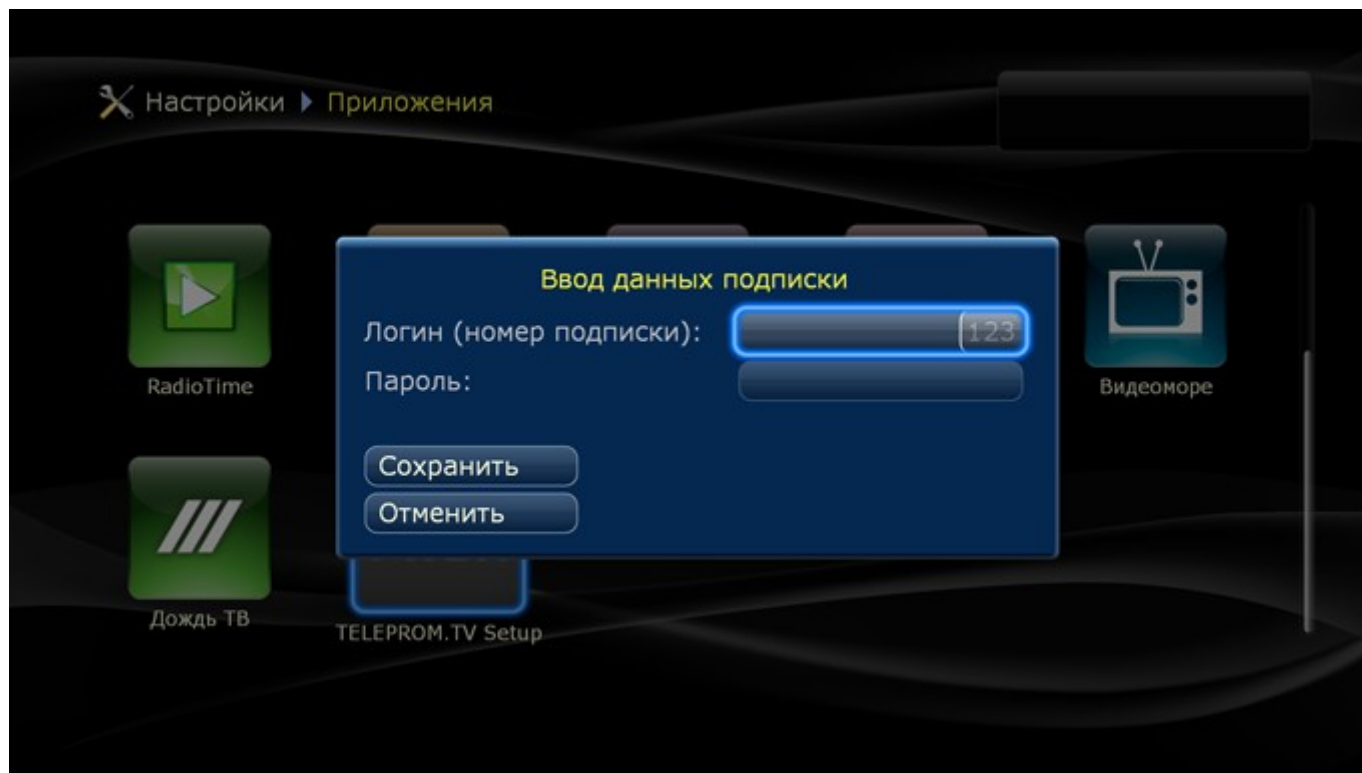 Настройки Приложения
Ввод данных подписки
Логин (номер подписки):
123
Пароль:
RadioTime
Видеоморе
Сохранить
Отменить
Дождь ТВ
TELEPROM.TV Setup